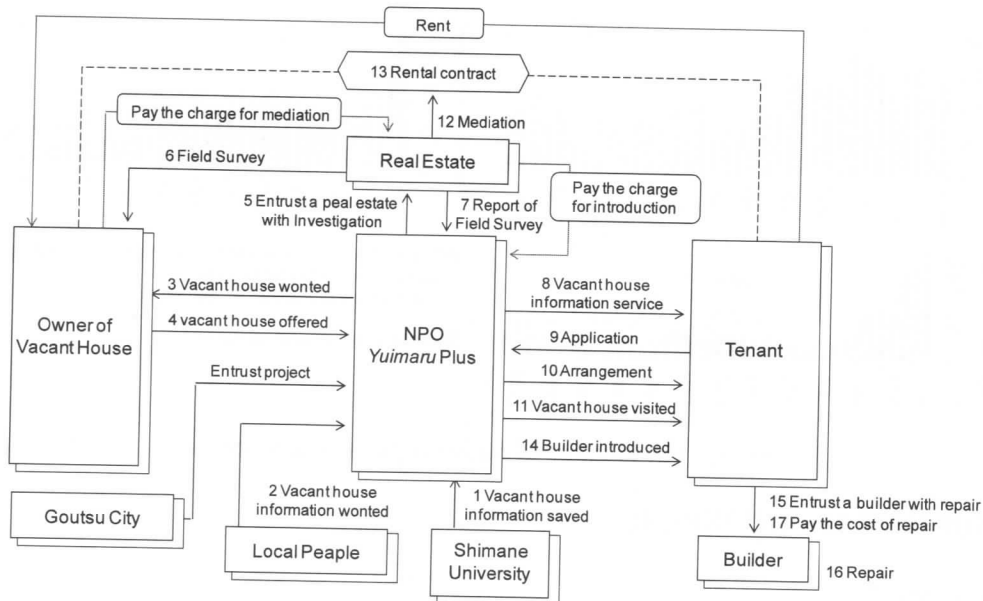 Rent
13 Rental contract
Pay the charge for mediation
12 Mediation
6 Field Survey
Real Estate
Pay the charge
for introduction
5 Entrust a peal estate
with Investigation
7 Report of
Field Survey
3 Vacant house wonted
8 Vacant house
information service
Owner of
Vacant House
4 vacant house offered
NPO
Yuimaru Plus
9 Application
Tenant
Entrust project
10 Arrangement
11 Vacant house visited
14 Builder introduced
2 Vacant house
information wonted
1 Vacant house
information saved
15 Entrust a builder with repair
17 Pay the cost of repair
Goutsu City
Local Peaple
Shimane
University
Builder
16 Repair